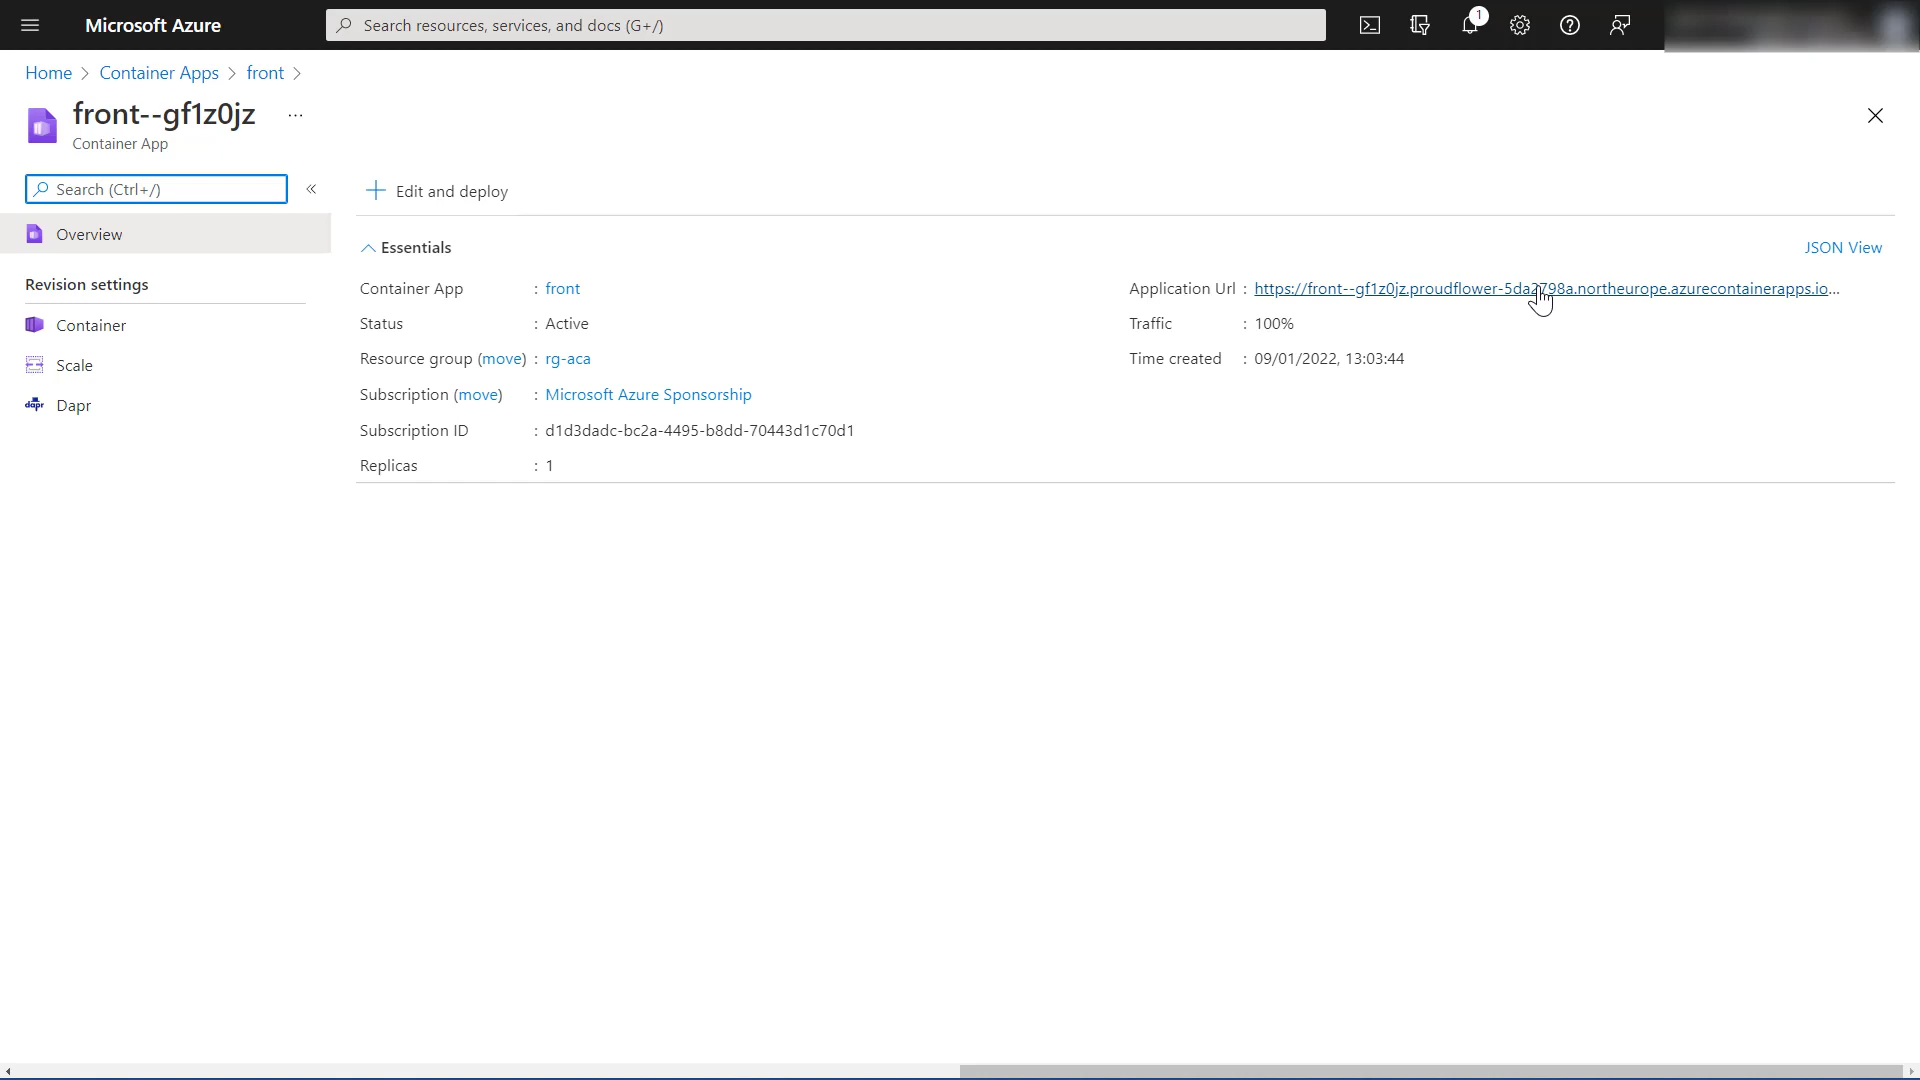 Microsoft Azure
Search resources, services, and docs (G+/)
1
Home > Container Apps > front >
front--gf1z0jz ...
Container App
Search (Ctrl+/)
«
Edit and deploy
Overview
Essentials
JSON View
Revision settings
Container App : front
Application Url : https://front--gf1z0jz.proudflower-5da2798a.northeurope.azurecontainerapps.io...
Container
Status : Active
Traffic : 100%
Scale
Resource group (move) : rg-aca
Time created : 09/01/2022, 13:03:44
dapr Dapr
Subscription (move) : Microsoft Azure Sponsorship
Subscription ID : d1d3dadc-bc2a-4495-b8dd-70443d1c70d1
Replicas : 1